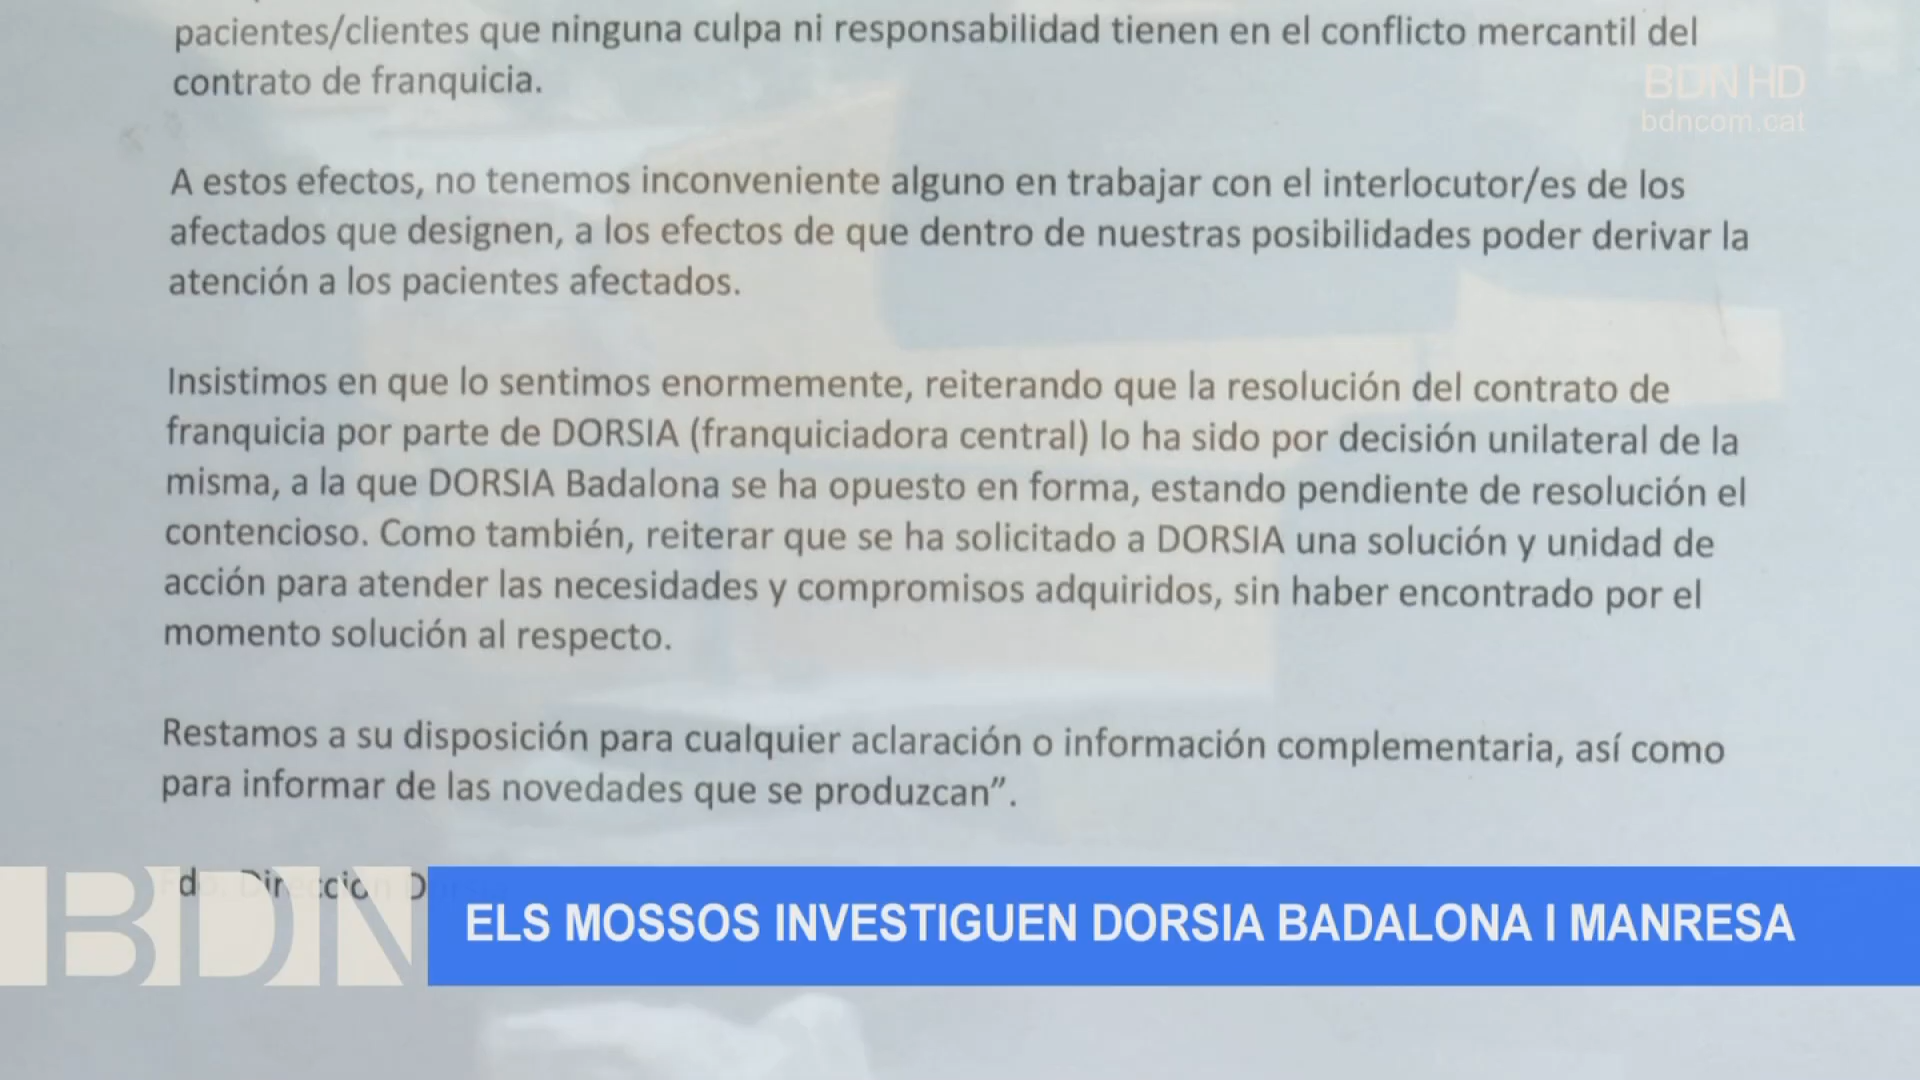 pacientes/clientes que ninguna culpa ni responsabilidad tienen en el conflicto mercantil del
contrato de franquicia.
BDN HD
bdncom.cat
A estos efectos, no tenemos inconveniente alguno en trabajar con el interlocutor/es de los
afectados que designen, a los efectos de que dentro de nuestras posibilidades poder derivar la
atención a los pacientes afectados.
Insistimos en que lo sentimos enormemente, reiterando que la resolución del contrato de
franquicia por parte de DORSIA (franquiciadora central) lo ha sido por decisión unilateral de la
misma, a la que DORSIA Badalona se ha opuesto en forma, estando pendiente de resolución el
contencioso. Como también, reiterar que se ha solicitado a DORSIA una solución y unidad de
acción para atender las necesidades y compromisos adquiridos, sin haber encontrado por el
momento solución al respecto.
Restamos a su disposición para cualquier aclaración o información complementaria, así como
para informar de las novedades que se produzcan”.
Fdo. Dirección
BDN
ELS MOSSOS INVESTIGUEN DORSIA BADALONA I MANRESA